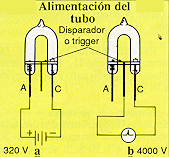 Alimentación del
tubo
Disparador
o trigger
A C A C
+ -
320 V a b 4000 V